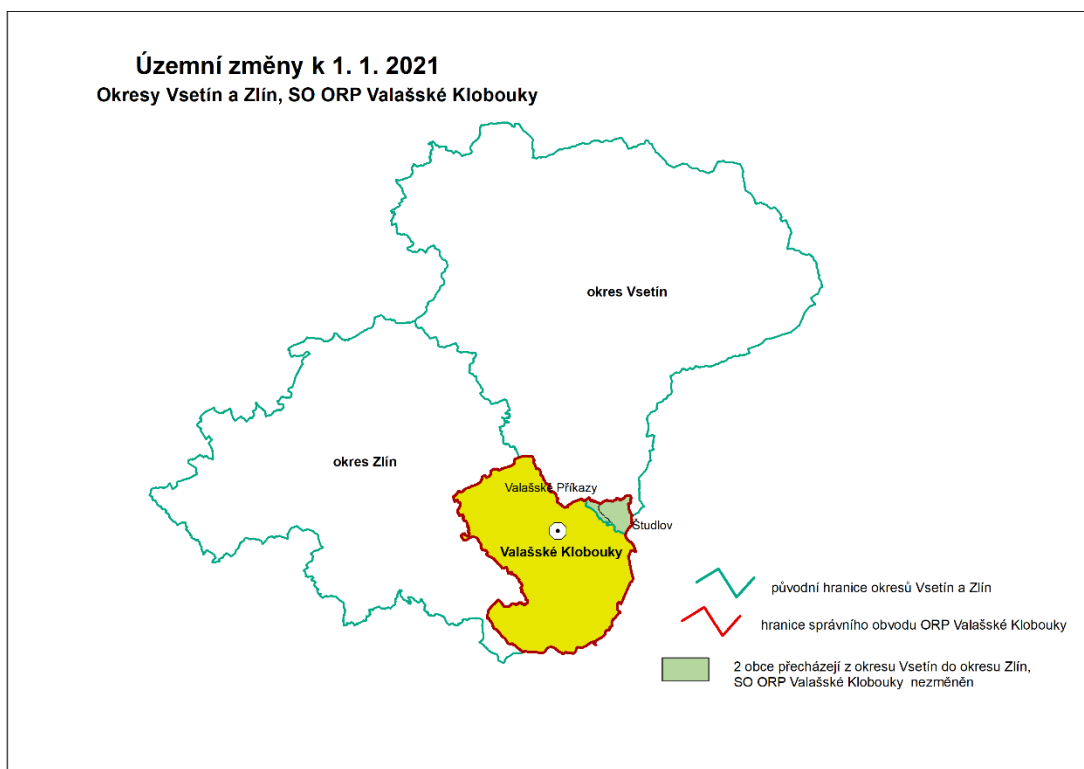 Územní změny k 1. 1. 2021
Okresy Vsetín a Zlín, SO ORP Valašské Klobouky
okres Vsetín
okres Zlín
Valašské Příkazy
Študlov
Valašské Klobouky
původní hranice okresů Vsetín a Zlín
hranice správního obvodu ORP Valašské Klobouky
2 obce přecházejí z okresu Vsetín do okresu Zlín,
SO ORP Valašské Klobouky nezměněn